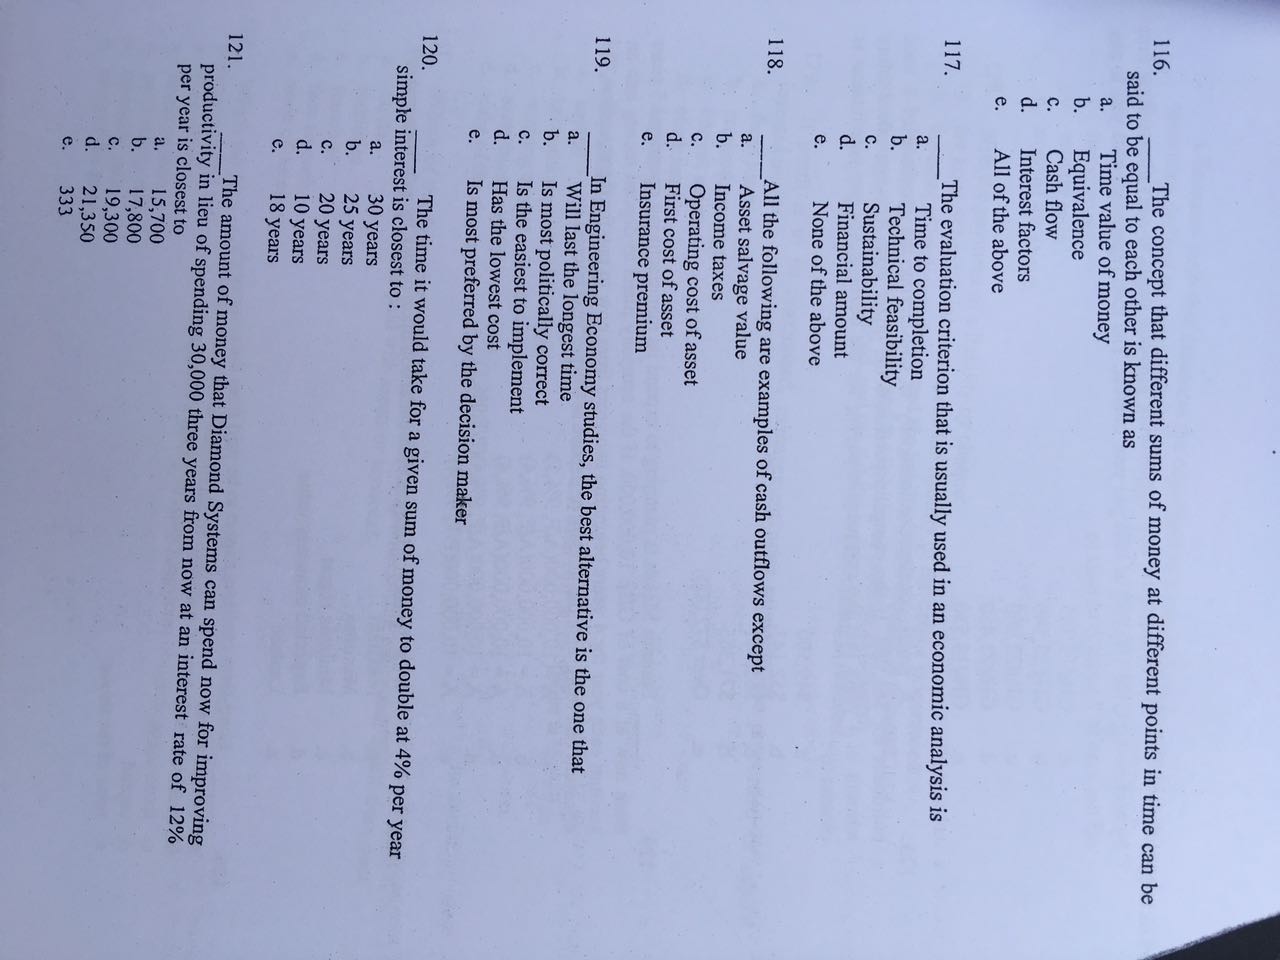 116. ____The concept that different sums of money at different points in time can be
said to be equal to each other is known as
a. Time value of money
b. Equivalence
c. Cash flow
d. Interest factors
e. All of the above
117. ____The evaluation criterion that is usually used in an economic analysis is
a. Time to completion
b. Technical feasibility
c. Sustainability
d. Financial amount
e. None of the above
118. ____All the following are examples of cash outflows except
a. Asset salvage value
b. Income taxes
c. Operating cost of asset
d. First cost of asset
e. Insurance premium
119. ____In Engineering Economy studies, the best alternative is the one that
a. Will last the longest time
b. Is most politically correct
c. Is the easiest to implement
d. Has the lowest cost
e. Is most preferred by the decision maker
120. ____ The time it would take for a given sum of money to double at 4% per year
simple interest is closest to :
a. 30 years
b. 25 years
c. 20 years
d. 10 years
e. 18 years
121. ____The amount of money that Diamond Systems can spend now for improving
productivity in lieu of spending 30,000 three years from now at an interest rate of 12%
per year is closest to
a. 15,700
b. 17,800
c. 19,300
d. 21,350
e. 333